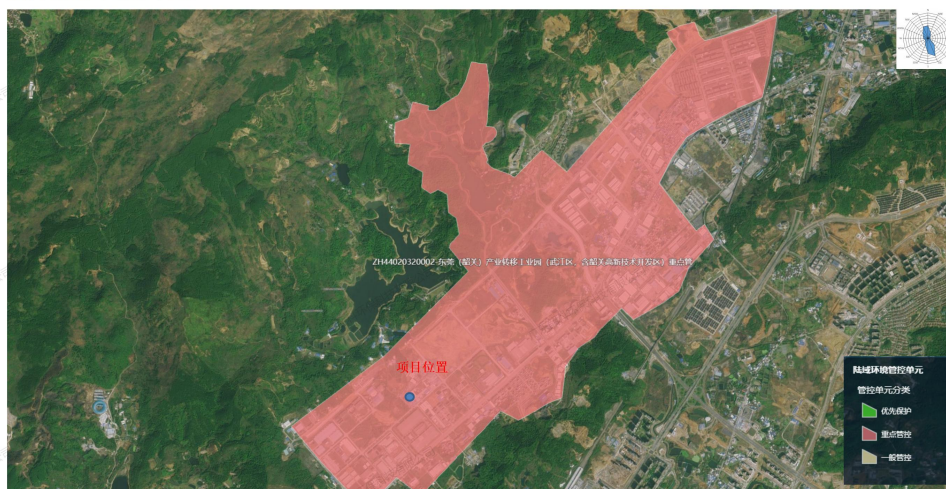 ZH44020320002-东莞（韶关）产业转移工业园（武江区、含韶关高新技术开发区）重点管
项目位置
陆域环境管控单元
管控单元分类
优先保护
重点管控
一般管控